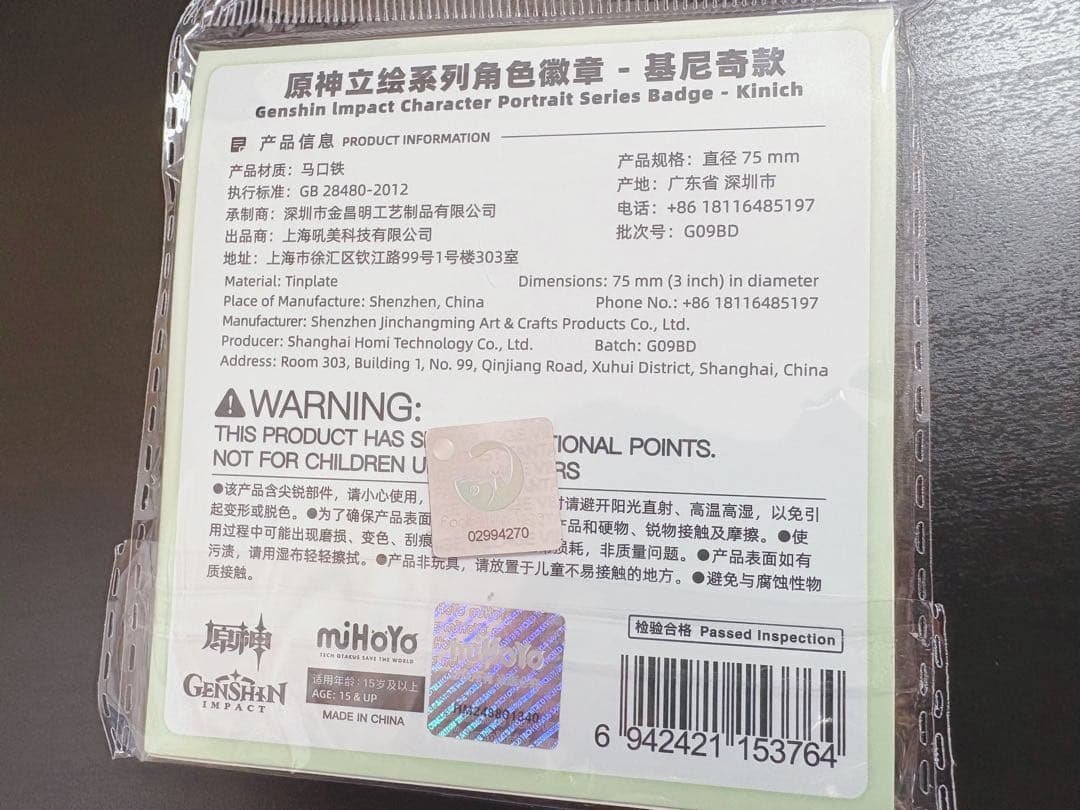 原神立绘系列角色徽章 - 基尼奇款
Genshin Impact Character Portrait Series Badge - Kinich
产品信息 PRODUCT INFORMATION
产品材质：马口铁
产品规格：直径 75 mm
执行标准：GB 28480-2012
产地：广东省 深圳市
承制商：深圳市金昌明工艺制品有限公司
电话：+86 18116485197
出品商：上海吼美科技有限公司
批次号：G09BD
地址：上海市徐汇区钦江路99号1号楼303室
Material: Tinplate
Dimensions: 75 mm (3 inch) in diameter
Place of Manufacture: Shenzhen, China
Phone No.: +86 18116485197
Manufacturer: Shenzhen Jinchangming Art & Crafts Products Co., Ltd.
Producer: Shanghai Homi Technology Co., Ltd.
Batch: G09BD
Address: Room 303, Building 1, No. 99, Qinjiang Road, Xuhui District, Shanghai, China
WARNING:
THIS PRODUCT HAS S TIONAL POINTS.
NOT FOR CHILDREN U RS
●该产品含尖锐部件，请小心使用， 时请避开阳光直射、高温高湿，以免引
起变形或脱色。●为了确保产品表面 产品和硬物、锐物接触及摩擦。●使
用过程中可能出现磨损、变色、刮痕 损耗，非质量问题。●产品表面如有
污渍，请用湿布轻轻擦拭。●产品非玩具，请放置于儿童不易接触的地方。●避免与腐蚀性物
质接触。
02994270
原神
GENSHIN
IMPACT
miHoYo
TECH OTAKUS SAVE THE WORLD
适用年龄：15岁及以上
AGE: 15 & UP
MADE IN CHINA
miHoYo
检验合格 Passed Inspection
6 942421 153764